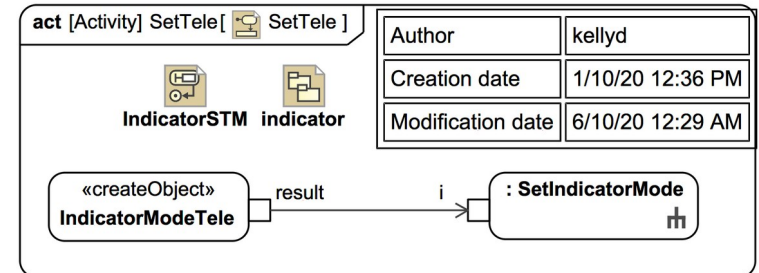 act [Activity] SetTele[ SetTele ]
Author kellyd
Creation date 1/10/20 12:36 PM
Modification date 6/10/20 12:29 AM
IndicatorSTM indicator
«createObject»
IndicatorModeTele
result
i
: SetIndicatorMode